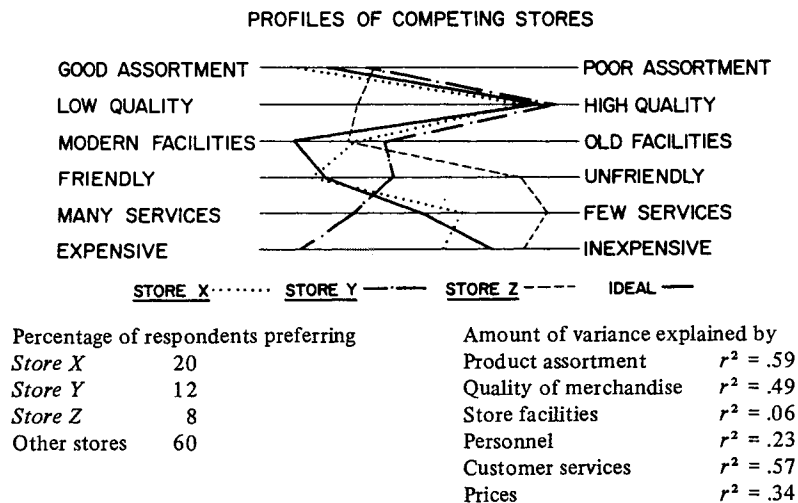 PROFILES OF COMPETING STORES
GOOD ASSORTMENT POOR ASSORTMENT
LOW QUALITY HIGH QUALITY
MODERN FACILITIES OLD FACILITIES
FRIENDLY UNFRIENDLY
MANY SERVICES FEW SERVICES
EXPENSIVE INEXPENSIVE
STORE X STORE Y STORE Z IDEAL
Percentage of respondents preferring
Store X 20
Store Y 12
Store Z 8
Other stores 60
Amount of variance explained by
Product assortment r² = .59
Quality of merchandise r² = .49
Store facilities r² = .06
Personnel r² = .23
Customer services r² = .57
Prices r² = .34